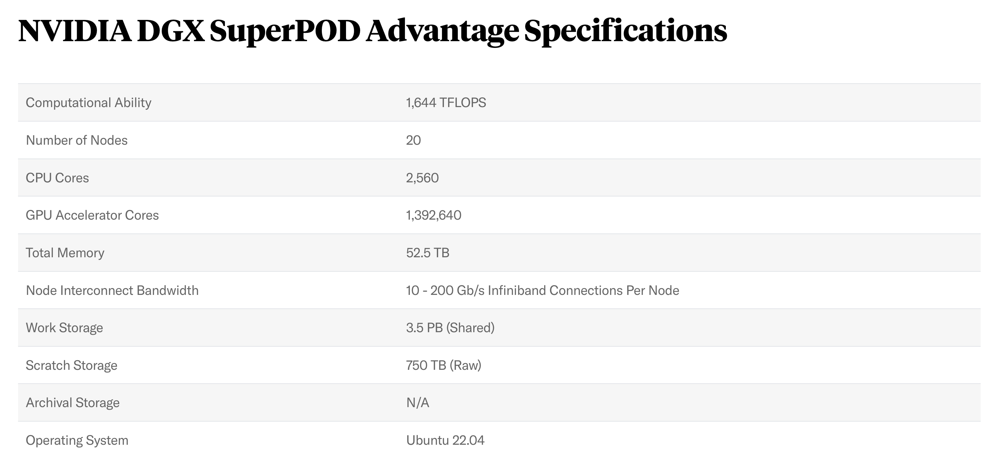 NVIDIA DGX SuperPOD Advantage Specifications
Computational Ability 1,644 TFLOPS
Number of Nodes 20
CPU Cores 2,560
GPU Accelerator Cores 1,392,640
Total Memory 52.5 TB
Node Interconnect Bandwidth 10 - 200 Gb/s Infiniband Connections Per Node
Work Storage 3.5 PB (Shared)
Scratch Storage 750 TB (Raw)
Archival Storage N/A
Operating System Ubuntu 22.04